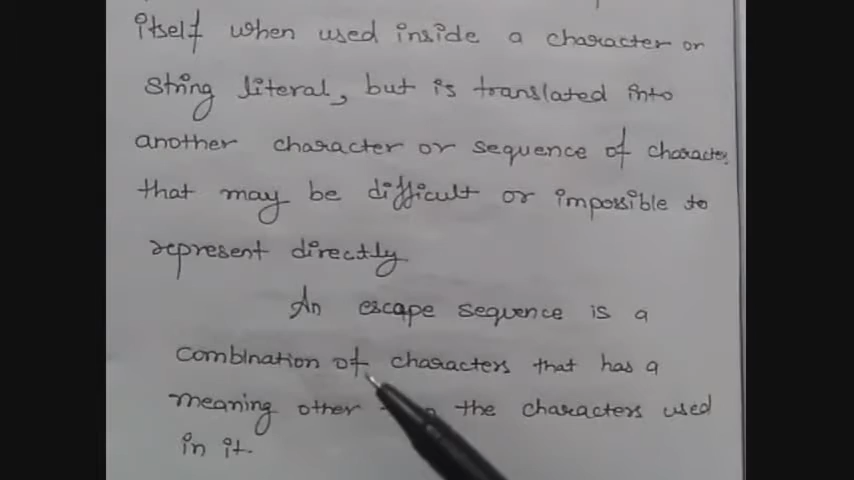 itself when used inside a character or
string literal, but is translated into
another character or sequence of character
that may be difficult or impossible to
represent directly
An escape sequence is a
combination of characters that has a
meaning other the characters used
in it.